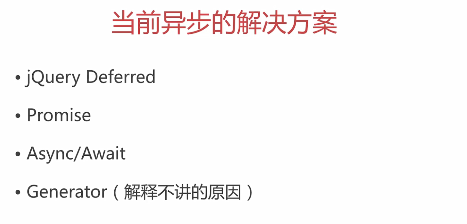 当前异步的解决方案
• jQuery Deferred
• Promise
• Async/Await
• Generator（解释不讲的原因）